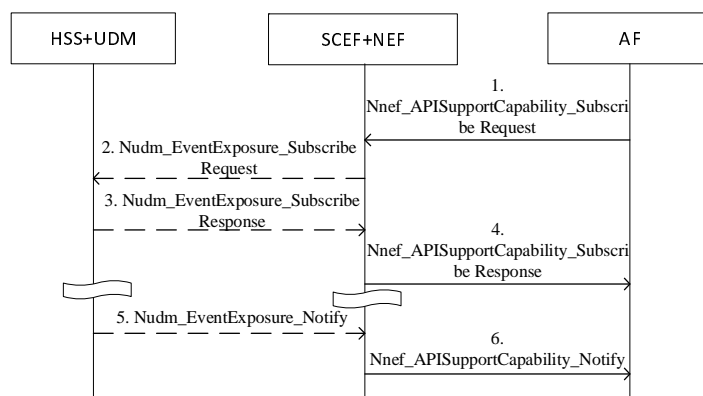 HSS+UDM
SCEF+NEF
AF
1.
Nnef_APISupportCapability_Subscri
be Request
2. Nudm_EventExposure_Subscribe
Request
3. Nudm_EventExposure_Subscribe
Response
4.
Nnef_APISupportCapability_Subscri
be Response
5. Nudm_EventExposure_Notify
6.
Nnef_APISupportCapability_Notify